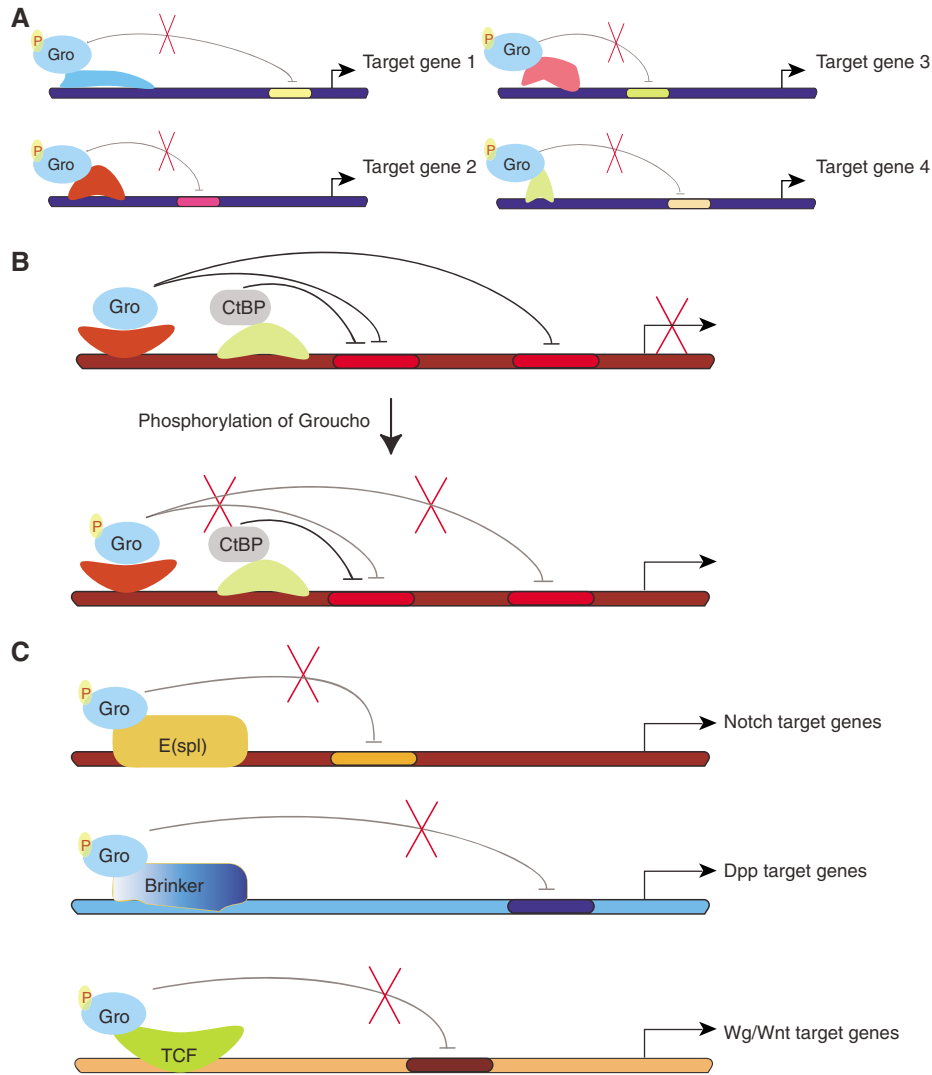 A
P
Gro
Target gene 1
P
Gro
Target gene 3
P
Gro
Target gene 2
P
Gro
Target gene 4
B
Gro
CtBP
Phosphorylation of Groucho
P
Gro
CtBP
C
P
Gro
E(spl)
Notch target genes
P
Gro
Brinker
Dpp target genes
P
Gro
TCF
Wg/Wnt target genes